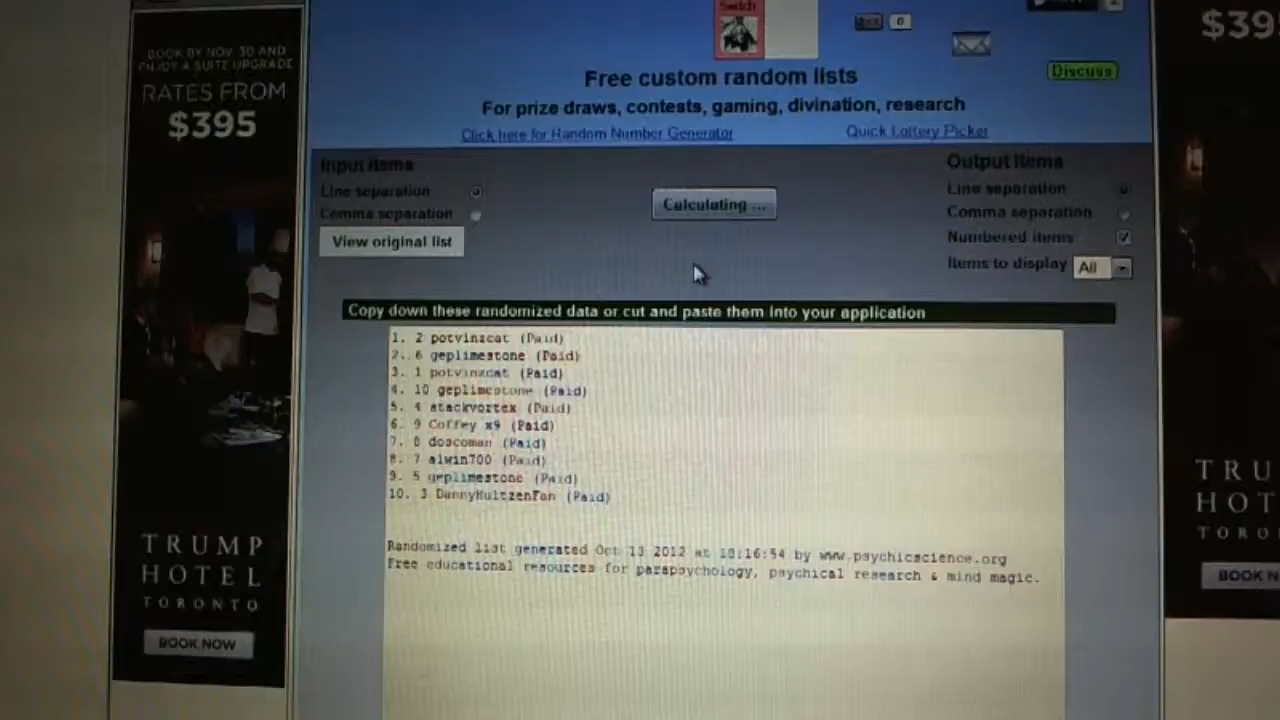 Switch
0
Discuss
Free custom random lists
For prize draws, contests, gaming, divination, research
Click here for Random Number Generator
Quick Lottery Picker
Input items
Line separation
Comma separation
View original list
Calculating ...
Output items
Line separation
Comma separation
Numbered items
Items to display All
Copy down these randomized data or cut and paste them into your application
1. 2 potvinzcat (Paid)
2. 6 geplimestone (Paid)
3. 1 potvinzcat (Paid)
4. 10 geplimestone (Paid)
5. 4 stackvortex (Paid)
6. 9 Coffey x9 (Paid)
7. 8 doscoman (Paid)
8. 7 alwin700 (Paid)
9. 5 geplimestone (Paid)
10. 3 DannyHultzenFan (Paid)
Randomized list generated Oct 13 2012 at 18:16:54 by www.psychicscience.org
Free educational resources for parapsychology, psychical research & mind magic.
BOOK BY NOV. 30 AND
ENJOY A SUITE UPGRADE
RATES FROM
$395
TRUMP
HOTEL
TORONTO
BOOK NOW
$39
TRU
HOT
TORO
BOOK N